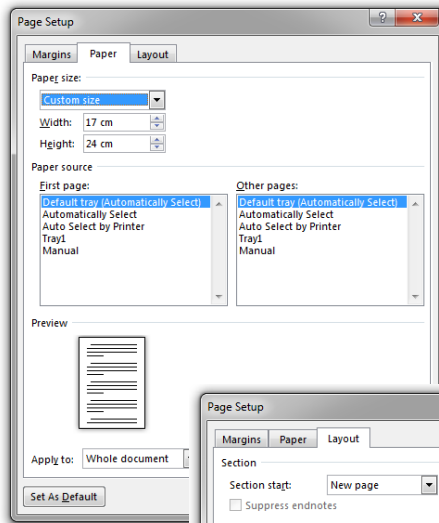 Page Setup
Margins Paper Layout
Paper size:
Custom size
Width: 17 cm
Height: 24 cm
Paper source
First page: Other pages:
Default tray (Automatically Select) Default tray (Automatically Select)
Automatically Select Automatically Select
Auto Select by Printer Auto Select by Printer
Tray1 Tray1
Manual Manual
Preview
Apply to: Whole document
Set As Default
Page Setup
Margins Paper Layout
Section
Section start: New page
Suppress endnotes